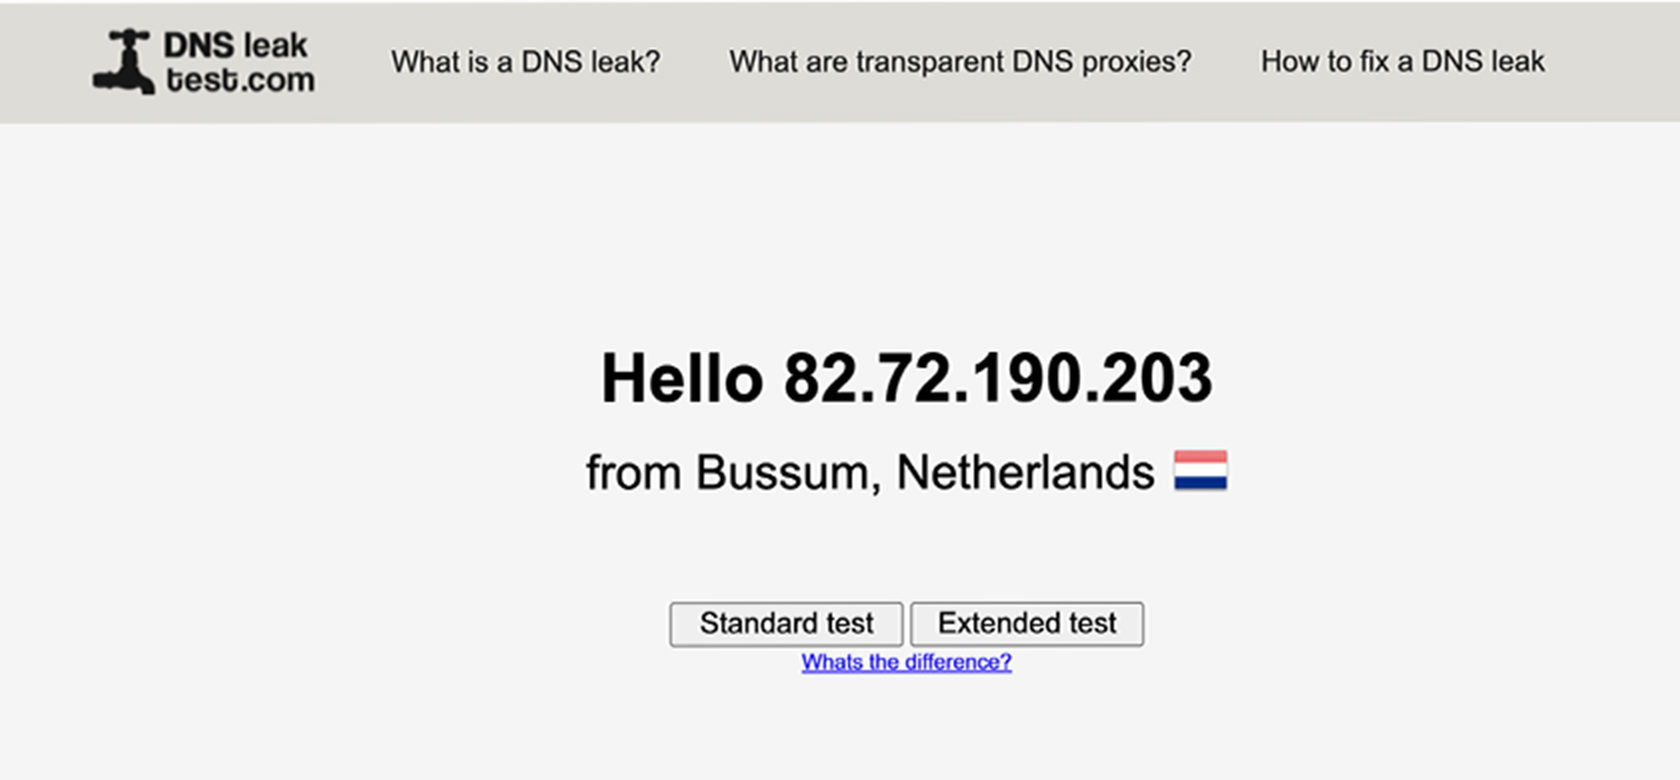 DNS leak
test.com
What is a DNS leak?
What are transparent DNS proxies?
How to fix a DNS leak
Hello 82.72.190.203
from Bussum, Netherlands
Standard test
Extended test
Whats the difference?